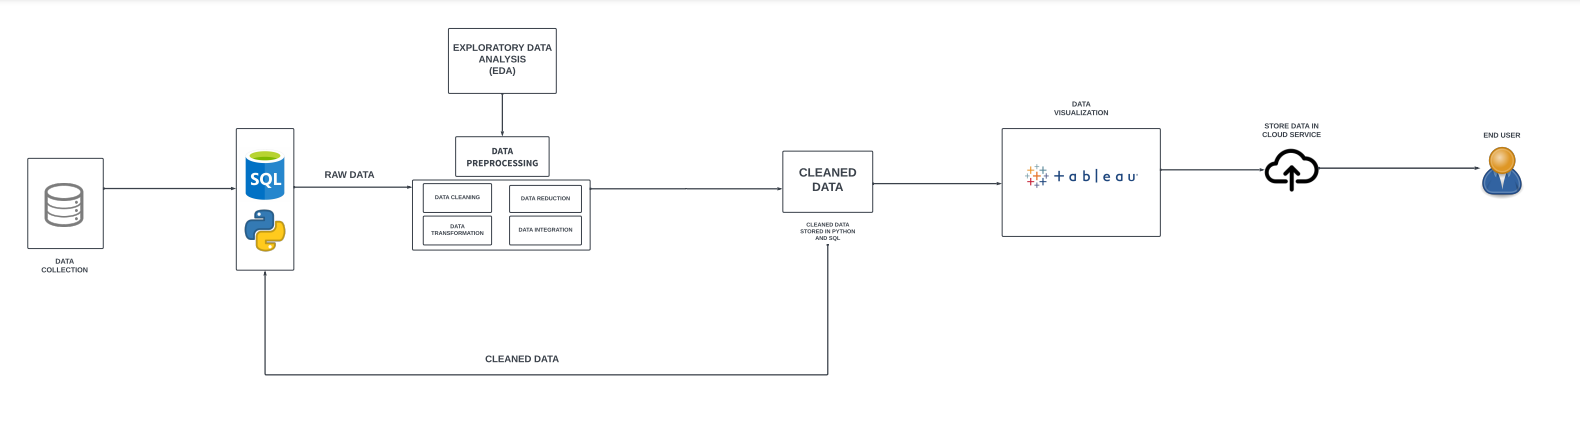 EXPLORATORY DATA
ANALYSIS
(EDA)
DATA
COLLECTION
SQL
RAW DATA
DATA
PREPROCESSING
DATA CLEANING
DATA REDUCTION
DATA
TRANSFORMATION
DATA INTEGRATION
CLEANED
DATA
CLEANED DATA
STORED IN PYTHON
AND SQL
CLEANED DATA
DATA
VISUALIZATION
+ableau
STORE DATA IN
CLOUD SERVICE
END USER